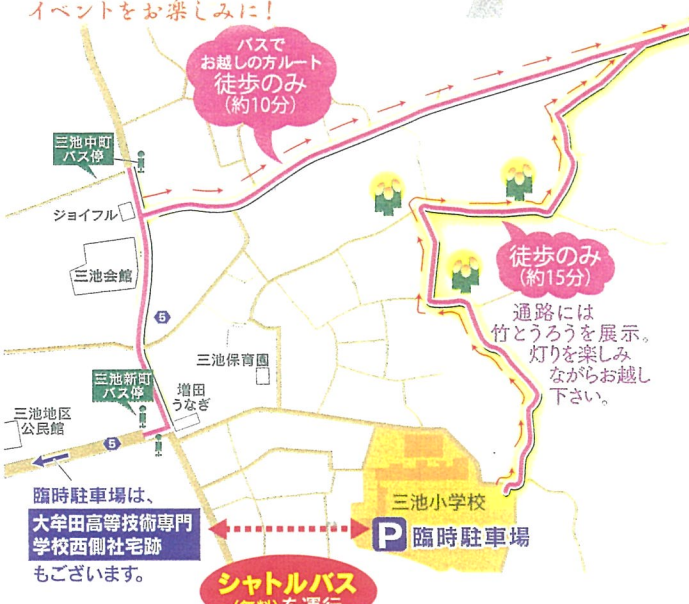 イベントをお楽しみに!
バスで
お越しの方ルート
徒歩のみ
(約10分)
三池中町
バス停
ジョイフル
三池会館
5
徒歩のみ
(約15分)
通路には
竹とうろうを展示。
灯りを楽しみ
ながらお越し
下さい。
三池保育園
三池新町
バス停
増田
うなぎ
三池地区
公民館
5
臨時駐車場は、
大牟田高等技術専門
学校西側社宅跡
もございます。
三池小学校
P 臨時駐車場
シャトルバス
(無料)を運行